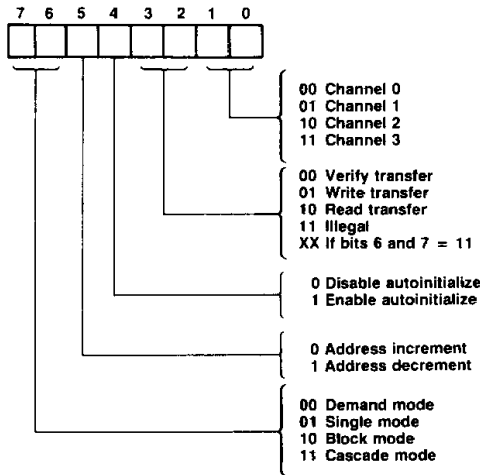 7 6 5 4 3 2 1 0
00 Channel 0
01 Channel 1
10 Channel 2
11 Channel 3
00 Verify transfer
01 Write transfer
10 Read transfer
11 Illegal
XX If bits 6 and 7 = 11
0 Disable autoinitialize
1 Enable autoinitialize
0 Address increment
1 Address decrement
00 Demand mode
01 Single mode
10 Block mode
11 Cascade mode